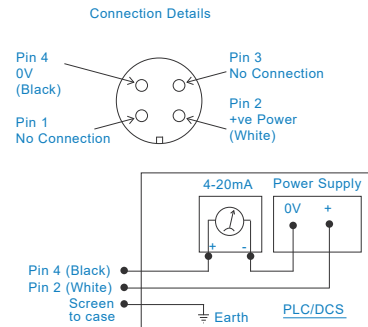 Connection Details
Pin 4
0V
(Black)
Pin 3
No Connection
Pin 1
No Connection
Pin 2
+ve Power
(White)
4-20mA
Power Supply
0V
+
+
-
Pin 4 (Black)
Pin 2 (White)
Screen
to case
Earth
PLC/DCS